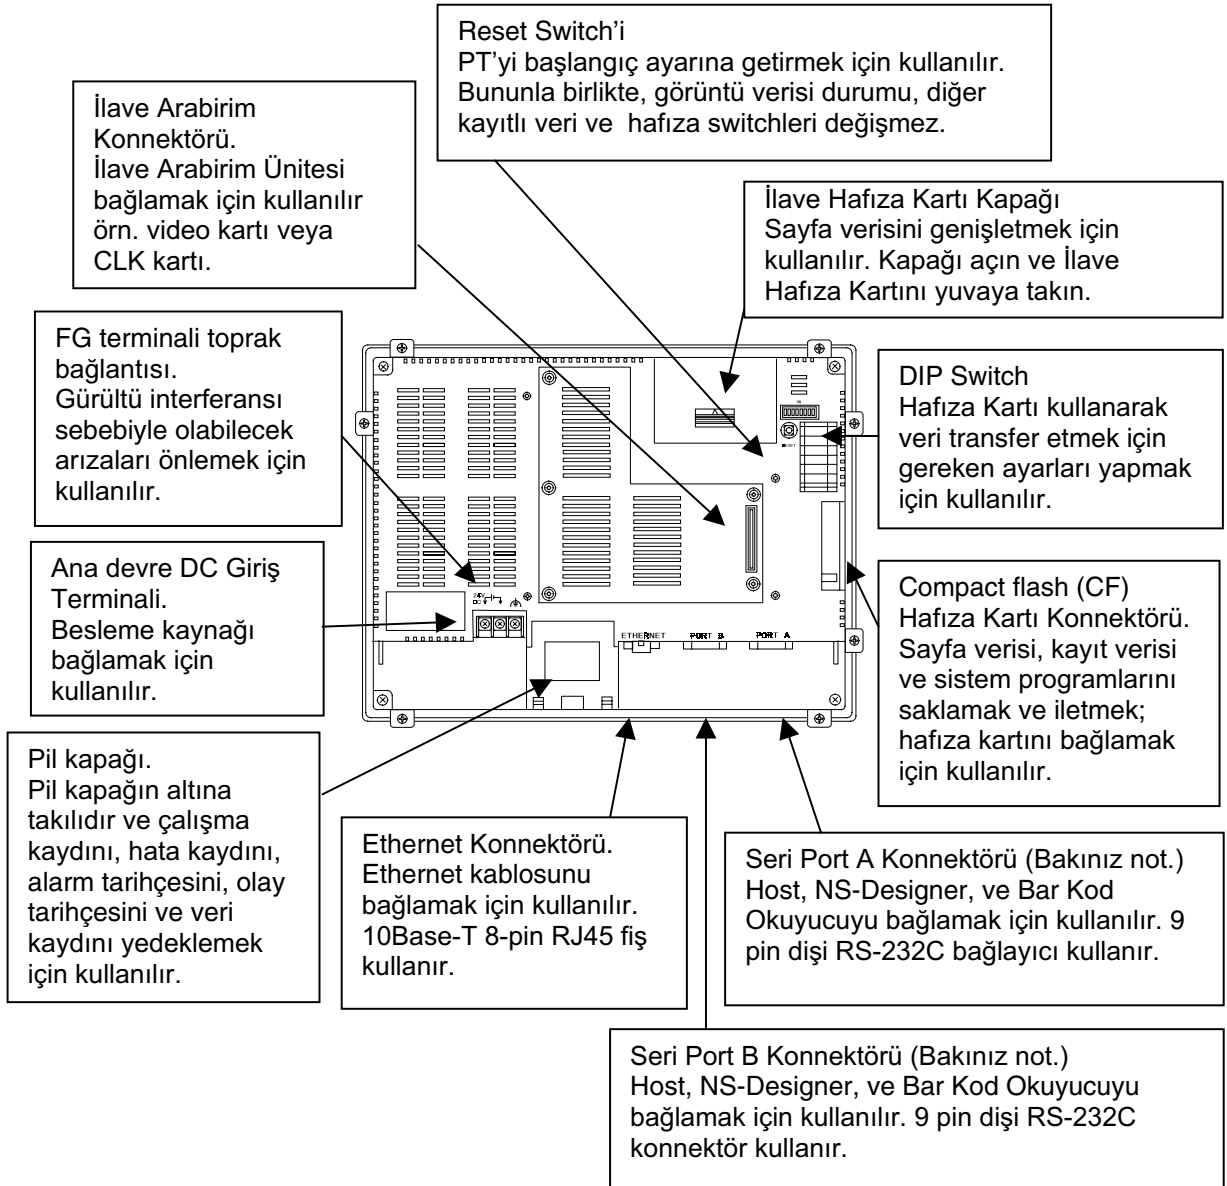 Reset Switch’i
PT’yi başlangıç ayarına getirmek için kullanılır.
Bununla birlikte, görüntü verisi durumu, diğer
kayıtlı veri ve hafıza switchleri değişmez.
İlave Arabirim
Konnektörü.
İlave Arabirim Ünitesi
bağlamak için kullanılır
örn. video kartı veya
CLK kartı.
İlave Hafıza Kartı Kapağı
Sayfa verisini genişletmek için
kullanılır. Kapağı açın ve İlave
Hafıza Kartını yuvaya takın.
FG terminali toprak
bağlantısı.
Gürültü interferansı
sebebiyle olabilecek
arızaları önlemek için
kullanılır.
DIP Switch
Hafıza Kartı kullanarak
veri transfer etmek için
gereken ayarları yapmak
için kullanılır.
Ana devre DC Giriş
Terminali.
Besleme kaynağı
bağlamak için
kullanılır.
Compact flash (CF)
Hafıza Kartı Konnektörü.
Sayfa verisi, kayıt verisi
ve sistem programlarını
saklamak ve iletmek;
hafıza kartını bağlamak
için kullanılır.
24V
ETHERNET
PORT B
PORT A
Pil kapağı.
Pil kapağın altına
takılıdır ve çalışma
kaydını, hata kaydını,
alarm tarihçesini, olay
tarihçesini ve veri
kaydını yedeklemek
için kullanılır.
Ethernet Konnektörü.
Ethernet kablosunu
bağlamak için kullanılır.
10Base-T 8-pin RJ45 fiş
kullanır.
Seri Port A Konnektörü (Bakınız not.)
Host, NS-Designer, ve Bar Kod
Okuyucuyu bağlamak için kullanılır. 9
pin dişi RS-232C bağlayıcı kullanır.
Seri Port B Konnektörü (Bakınız not.)
Host, NS-Designer, ve Bar Kod Okuyucuyu
bağlamak için kullanılır. 9 pin dişi RS-232C
konnektör kullanır.